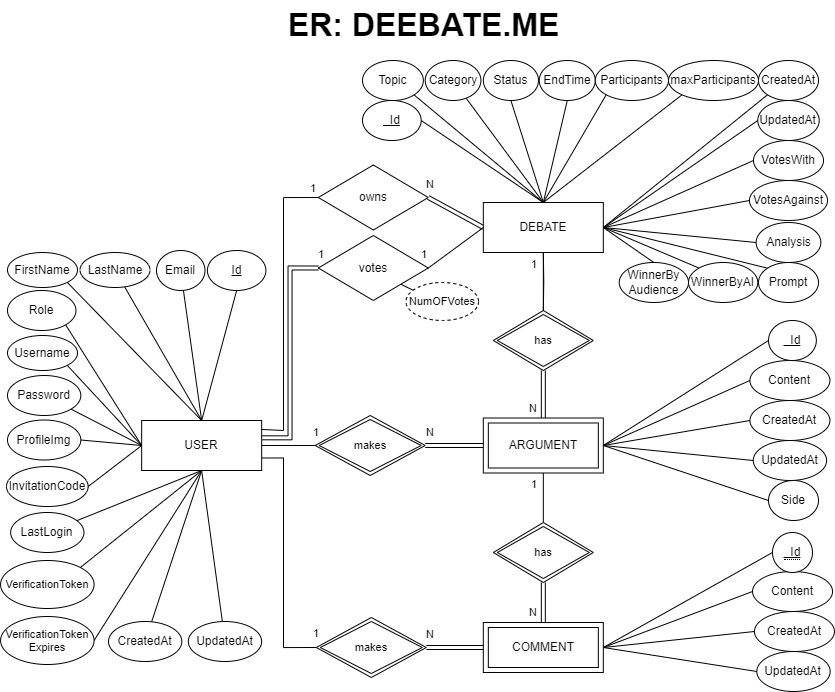 ER: DEEBATE.ME
Topic
Category
Status
EndTime
Participants
maxParticipants
CreatedAt
_Id
UpdatedAt
VotesWith
VotesAgainst
Analysis
Prompt
WinnerByAI
WinnerBy
Audience
1
owns
N
DEBATE
1
votes
1
NumOFVotes
1
has
N
FirstName
LastName
Email
Id
Role
Username
Password
ProfileImg
InvitationCode
LastLogin
VerificationToken
VerificationToken
Expires
CreatedAt
UpdatedAt
USER
1
makes
N
ARGUMENT
_Id
Content
CreatedAt
UpdatedAt
Side
1
has
N
1
makes
N
COMMENT
_Id
Content
CreatedAt
UpdatedAt